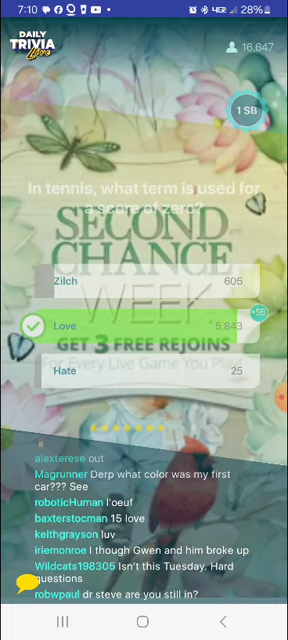 7:10
4GE 28%
DAILY
TRIVIA
Live
16,647
1 SB
In tennis, what term is used for
a score of zero?
SECOND
CHANCE
WEEK
Zilch 605
+SB
Love 5,843
GET 3 FREE REJOINS
For Every Live Game You Play!
Hate 25
alexterese out
Magrunner Derp what color was my first
car??? See
roboticHuman l'oeuf
baxterstocman 15 love
keithgrayson luv
iriemonroe I though Gwen and him broke up
Wildcats198305 Isn't this Tuesday. Hard
questions
robwpaul dr steve are you still in?